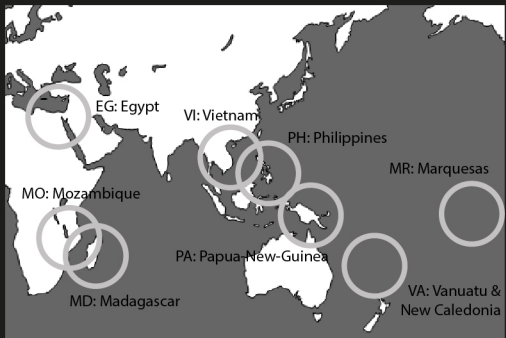 EG: Egypt
VI: Vietnam
PH: Philippines
MR: Marquesas
MO: Mozambique
PA: Papua-New-Guinea
MD: Madagascar
VA: Vanuatu &
New Caledonia